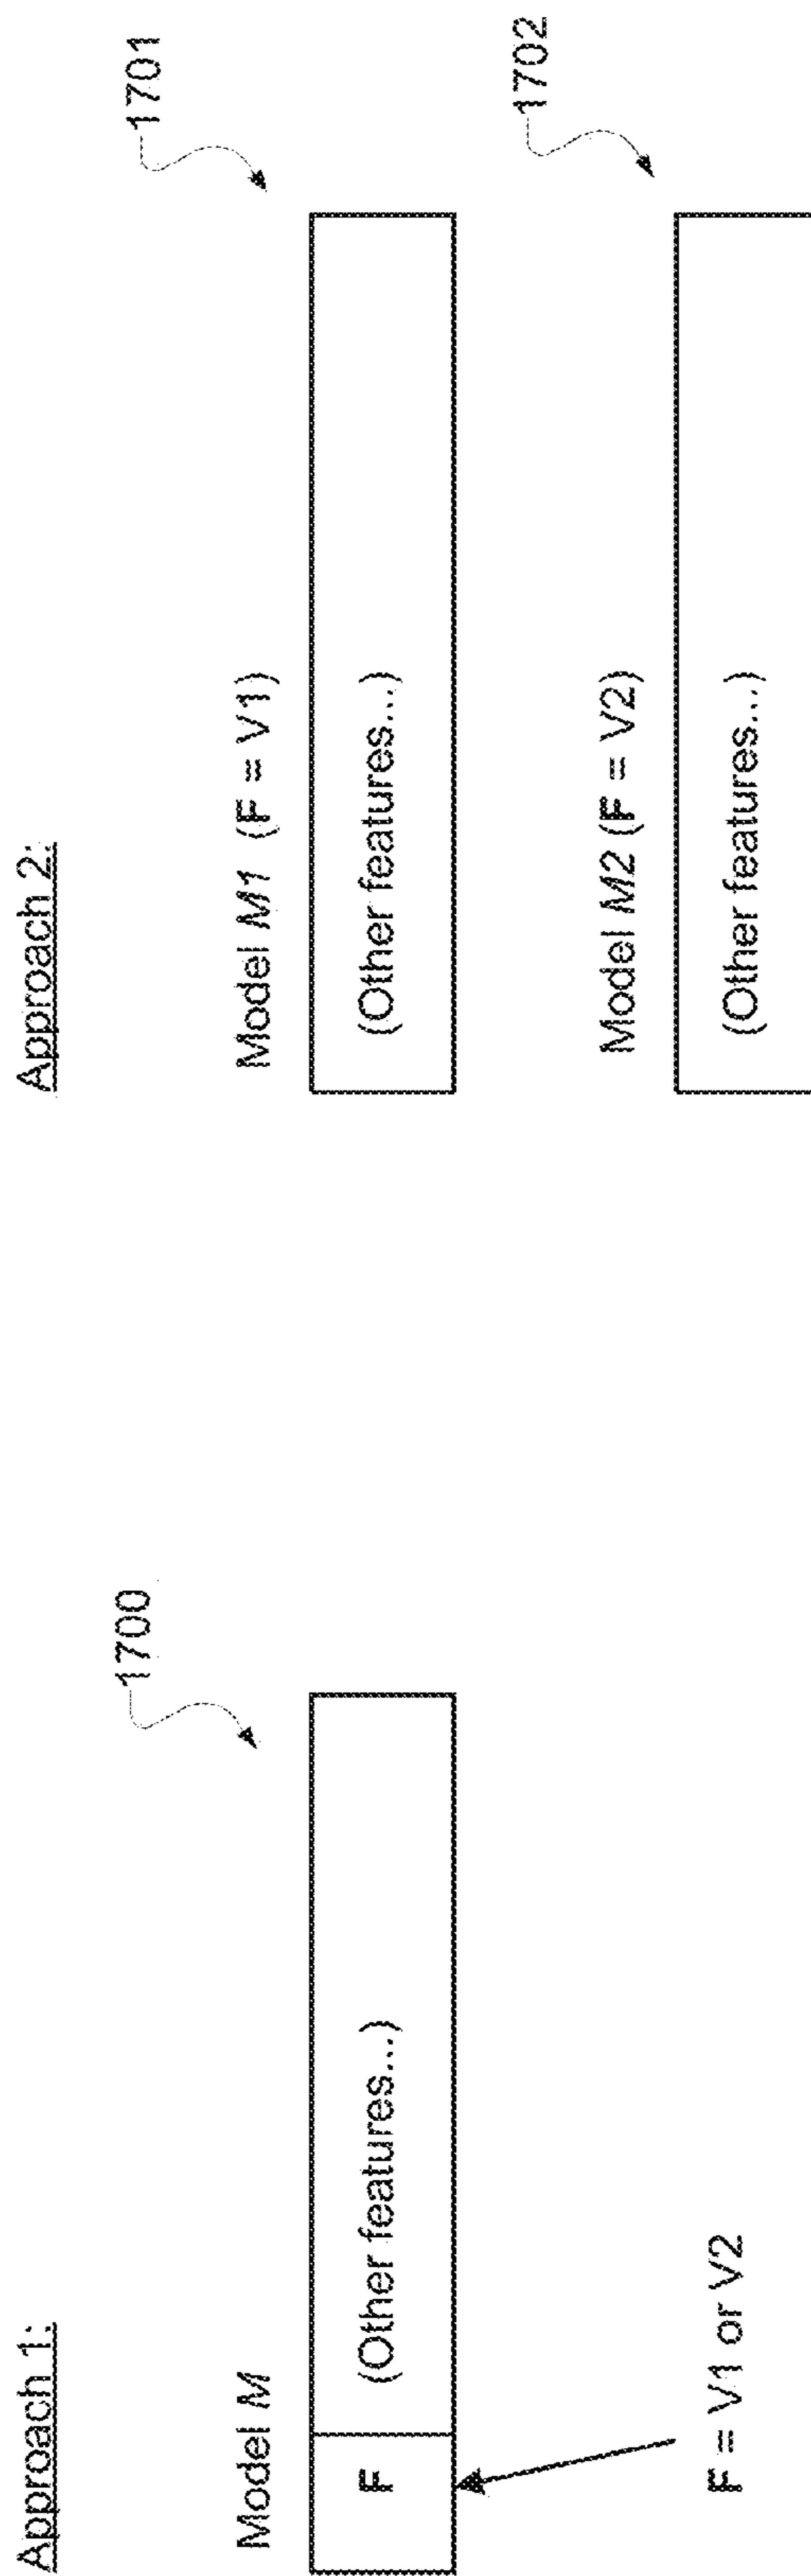 Approach 1:
1700
Model M
F
(Other features...)
F = V1 or V2
Approach 2:
1701
Model M1 (F = V1)
(Other features...)
1702
Model M2 (F = V2)
(Other features...)